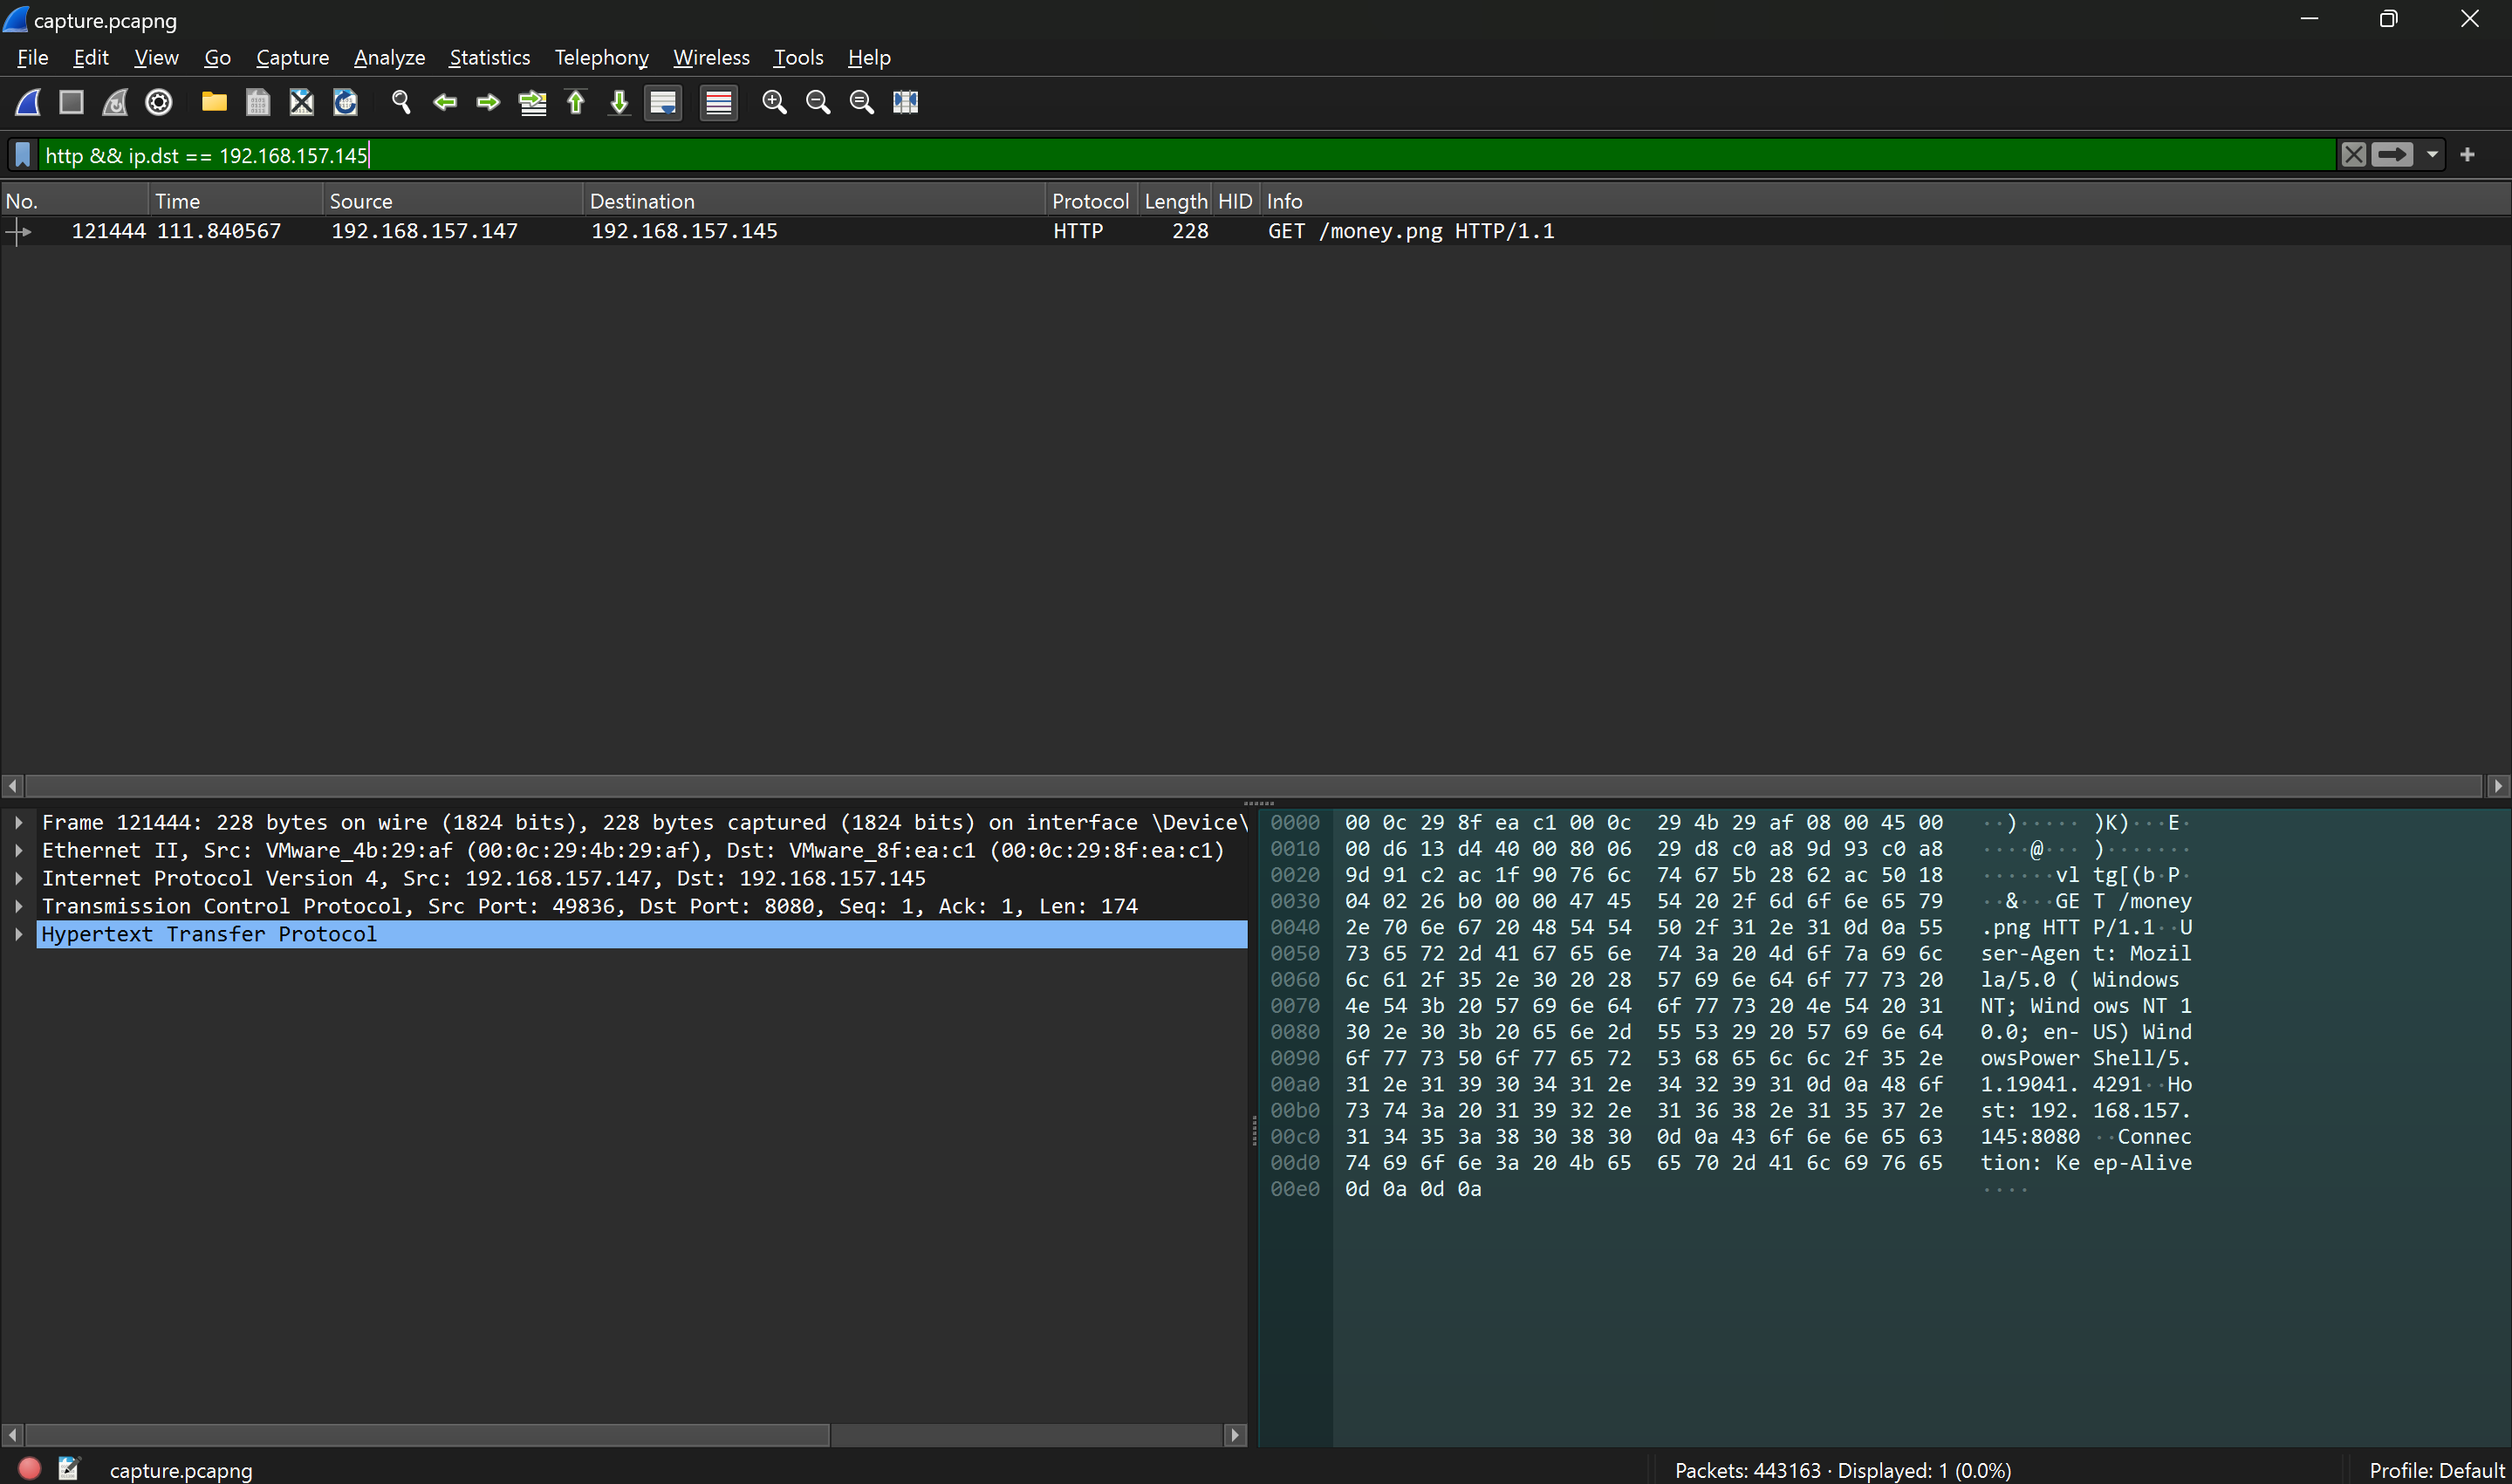 capture.pcapng
File Edit View Go Capture Analyze Statistics Telephony Wireless Tools Help
http && ip.dst == 192.168.157.145
No. Time Source Destination Protocol Length HID Info
121444 111.840567 192.168.157.147 192.168.157.145 HTTP 228 GET /money.png HTTP/1.1
Frame 121444: 228 bytes on wire (1824 bits), 228 bytes captured (1824 bits) on interface \Device\
Ethernet II, Src: VMware_4b:29:af (00:0c:29:4b:29:af), Dst: VMware_8f:ea:c1 (00:0c:29:8f:ea:c1)
Internet Protocol Version 4, Src: 192.168.157.147, Dst: 192.168.157.145
Transmission Control Protocol, Src Port: 49836, Dst Port: 8080, Seq: 1, Ack: 1, Len: 174
Hypertext Transfer Protocol
0000 00 0c 29 8f ea c1 00 0c 29 4b 29 af 08 00 45 00 ··)····· )K)···E·
0010 00 d6 13 d4 40 00 80 06 29 d8 c0 a8 9d 93 c0 a8 ····@··· )·······
0020 9d 91 c2 ac 1f 90 76 6c 74 67 5b 28 62 ac 50 18 ······vl tg[(b·P·
0030 04 02 26 b0 00 00 47 45 54 20 2f 6d 6f 6e 65 79 ··&···GE T /money
0040 2e 70 6e 67 20 48 54 54 50 2f 31 2e 31 0d 0a 55 .png HTT P/1.1··U
0050 73 65 72 2d 41 67 65 6e 74 3a 20 4d 6f 7a 69 6c ser-Agen t: Mozil
0060 6c 61 2f 35 2e 30 20 28 57 69 6e 64 6f 77 73 20 la/5.0 ( Windows
0070 4e 54 3b 20 57 69 6e 64 6f 77 73 20 4e 54 20 31 NT; Wind ows NT 1
0080 30 2e 30 3b 20 65 6e 2d 55 53 29 20 57 69 6e 64 0.0; en- US) Wind
0090 6f 77 73 50 6f 77 65 72 53 68 65 6c 6c 2f 35 2e owsPower Shell/5.
00a0 31 2e 31 39 30 34 31 2e 34 32 39 31 0d 0a 48 6f 1.19041. 4291··Ho
00b0 73 74 3a 20 31 39 32 2e 31 36 38 2e 31 35 37 2e st: 192. 168.157.
00c0 31 34 35 3a 38 30 38 30 0d 0a 43 6f 6e 6e 65 63 145:8080 ··Connec
00d0 74 69 6f 6e 3a 20 4b 65 65 70 2d 41 6c 69 76 65 tion: Ke ep-Alive
00e0 0d 0a 0d 0a ····
capture.pcapng Packets: 443163 · Displayed: 1 (0.0%) Profile: Default